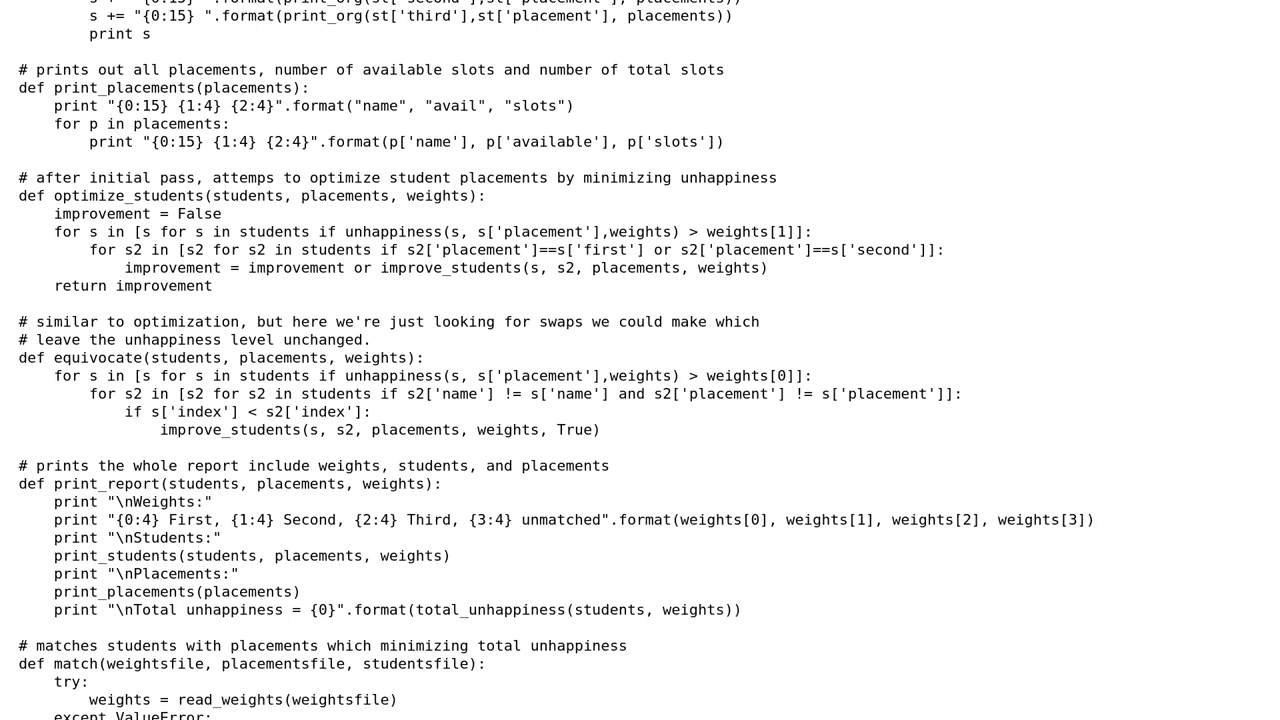 s += "{0:15} ".format(print_org(st['second'],st['placement'], placements))
s += "{0:15} ".format(print_org(st['third'],st['placement'], placements))
print s
# prints out all placements, number of available slots and number of total slots
def print_placements(placements):
print "{0:15} {1:4} {2:4}".format("name", "avail", "slots")
for p in placements:
print "{0:15} {1:4} {2:4}".format(p['name'], p['available'], p['slots'])
# after initial pass, attemps to optimize student placements by minimizing unhappiness
def optimize_students(students, placements, weights):
improvement = False
for s in [s for s in students if unhappiness(s, s['placement'],weights) > weights[1]]:
for s2 in [s2 for s2 in students if s2['placement']==s['first'] or s2['placement']==s['second']]:
improvement = improvement or improve_students(s, s2, placements, weights)
return improvement
# similar to optimization, but here we're just looking for swaps we could make which
# leave the unhappiness level unchanged.
def equivocate(students, placements, weights):
for s in [s for s in students if unhappiness(s, s['placement'],weights) > weights[0]]:
for s2 in [s2 for s2 in students if s2['name'] != s['name'] and s2['placement'] != s['placement']]:
if s['index'] < s2['index']:
improve_students(s, s2, placements, weights, True)
# prints the whole report include weights, students, and placements
def print_report(students, placements, weights):
print "\nWeights:"
print "{0:4} First, {1:4} Second, {2:4} Third, {3:4} unmatched".format(weights[0], weights[1], weights[2], weights[3])
print "\nStudents:"
print_students(students, placements, weights)
print "\nPlacements:"
print_placements(placements)
print "\nTotal unhappiness = {0}".format(total_unhappiness(students, weights))
# matches students with placements which minimizing total unhappiness
def match(weightsfile, placementsfile, studentsfile):
try:
weights = read_weights(weightsfile)
except ValueError: